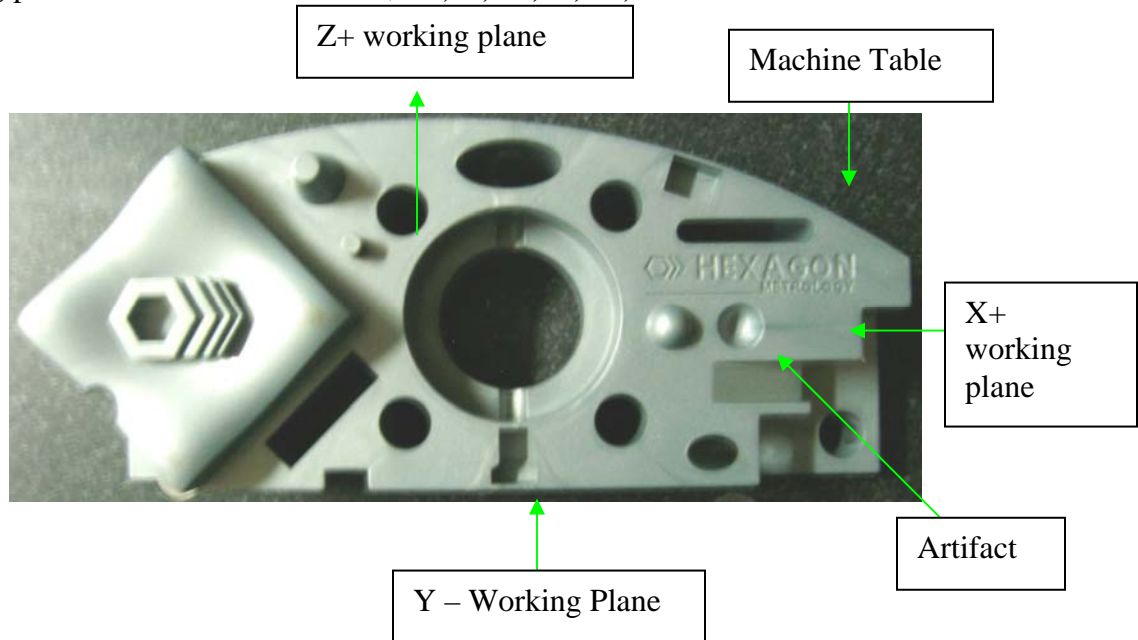 Z+ working plane
Machine Table
HEXAGON
METROLOGY
X+
working
plane
Artifact
Y – Working Plane